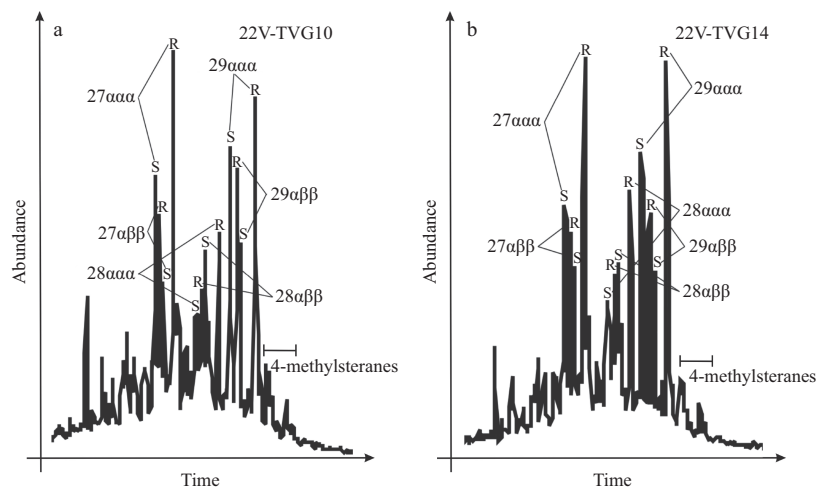 a
22V-TVG10
R
29ααα
R
27ααα
S
S
R
R
29αββ
27αββ
S
R
S
S
28ααα
R
28αββ
S
4-methylsteranes
Abundance
Time
b
22V-TVG14
R
R
29ααα
27ααα
S
S
R
28ααα
R
R
27αββ
S
S
29αββ
R
S
28αββ
S
4-methylsteranes
Abundance
Time